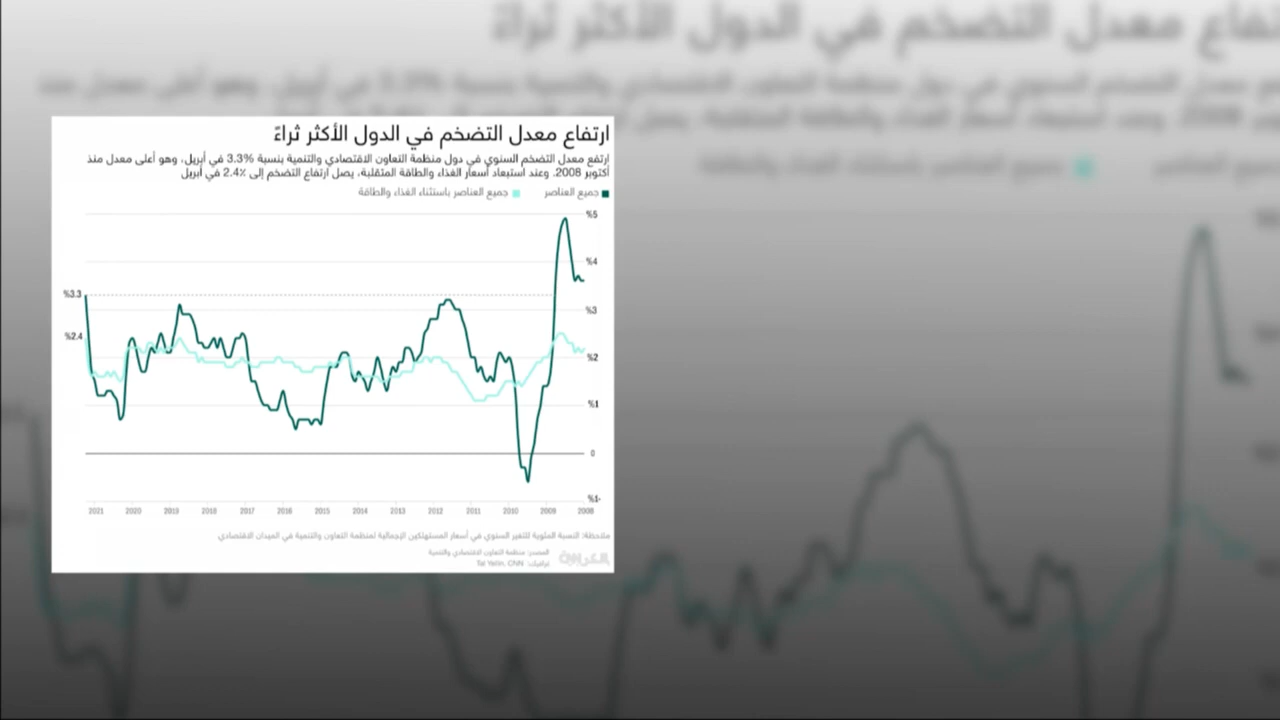 ارتفاع معدل التضخم في الدول الأكثر ثراءً
ارتفع معدل التضخم السنوي في دول منظمة التعاون الاقتصادي والتنمية بنسبة 3.3% في أبريل، وهو أعلى معدل منذ
أكتوبر 2008. وعند استبعاد أسعار الغذاء والطاقة المتقلبة، يصل ارتفاع التضخم إلى 2.4٪ في أبريل
جميع العناصر
جميع العناصر باستثناء الغذاء والطاقة
%5
%4
%3.3
%3
%2.4
%2
%1
0
%1-
2021 2020 2019 2018 2017 2016 2015 2014 2013 2012 2011 2010 2009 2008
ملاحظة: النسبة المئوية للتغير السنوي في أسعار المستهلكين الإجمالية لمنظمة التعاون والتنمية في الميدان الاقتصادي
المصدر: منظمة التعاون الاقتصادي والتنمية
غرافيك: Tal Yellin, CNN